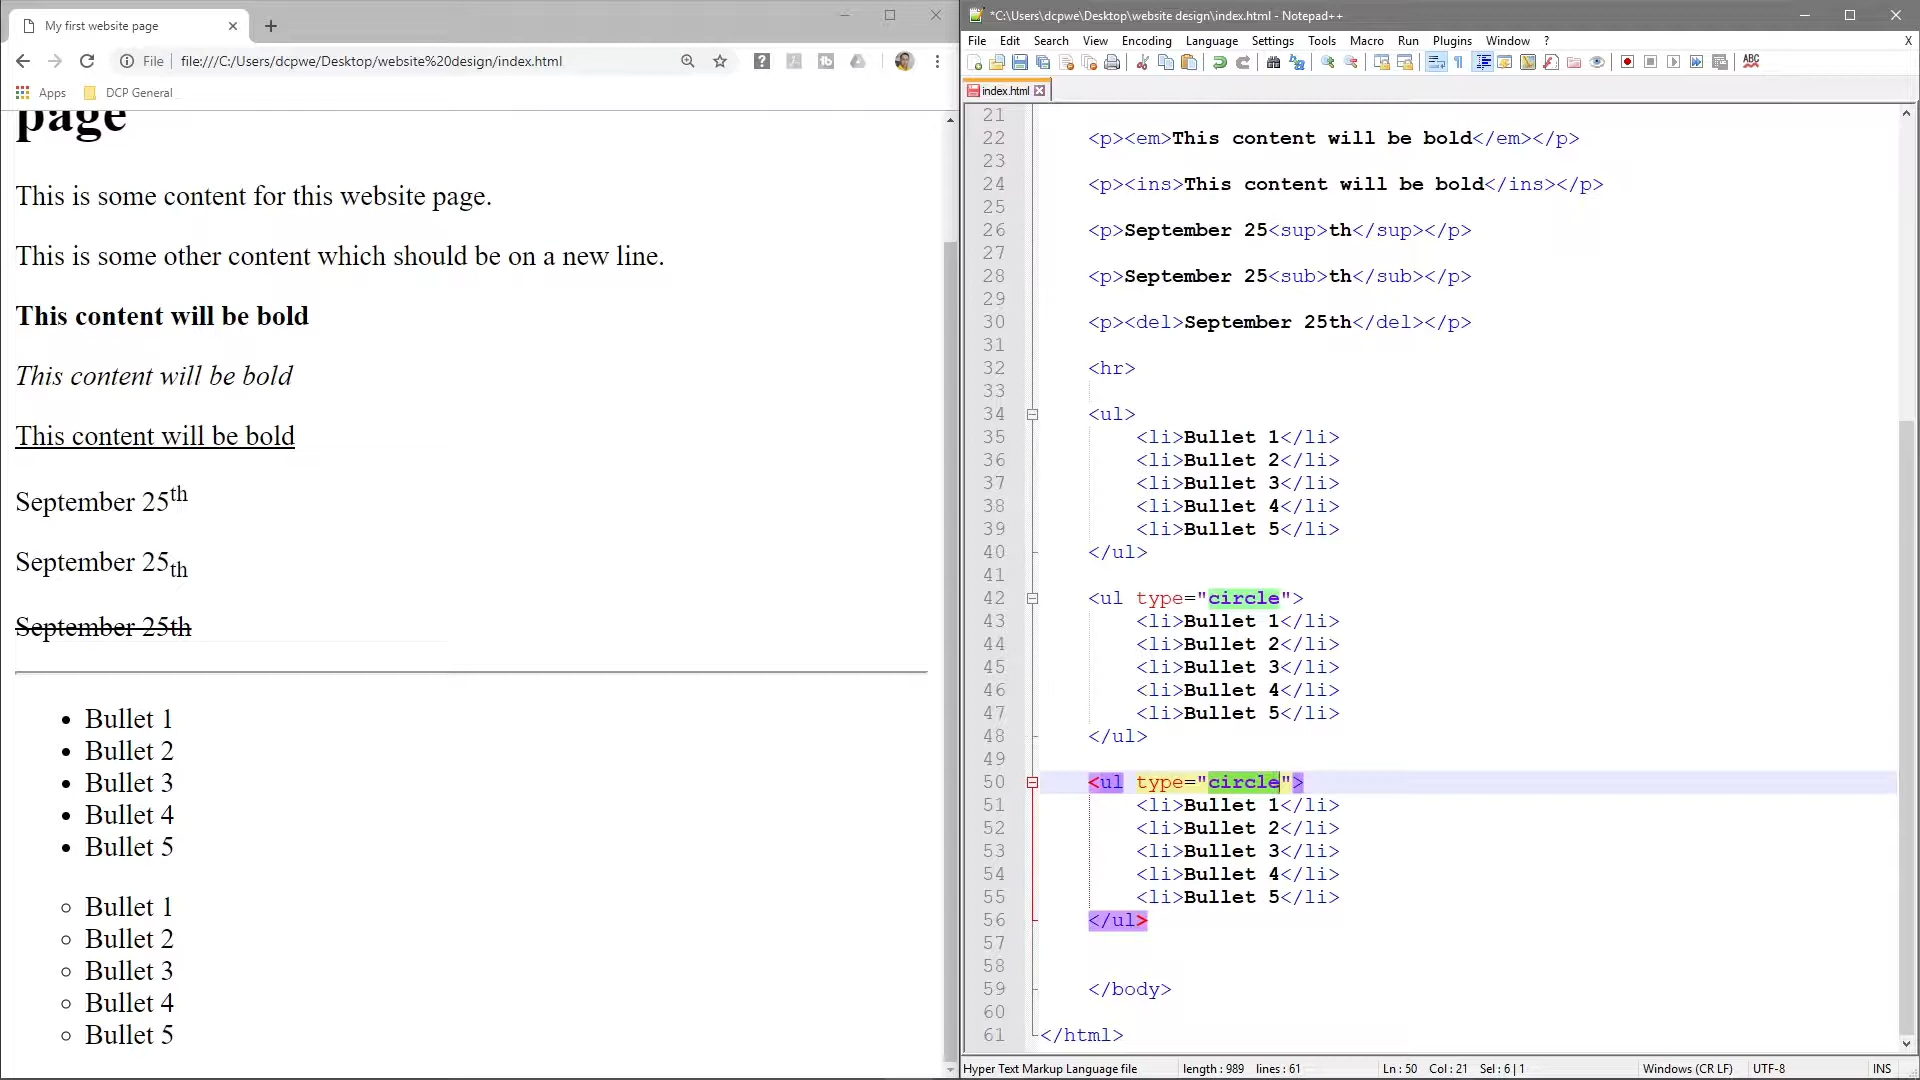 My first website page
File file:///C:/Users/dcpwe/Desktop/website%20design/index.html
Apps DCP General
page
This is some content for this website page.
This is some other content which should be on a new line.
This content will be bold
This content will be bold
This content will be bold
September 25th
September 25th
September 25th
Bullet 1
Bullet 2
Bullet 3
Bullet 4
Bullet 5
Bullet 1
Bullet 2
Bullet 3
Bullet 4
Bullet 5
*C:\Users\dcpwe\Desktop\website design\index.html - Notepad++
File Edit Search View Encoding Language Settings Tools Macro Run Plugins Window ? X
ABC
index.html
21
22 <p><em>This content will be bold</em></p>
23
24 <p><ins>This content will be bold</ins></p>
25
26 <p>September 25<sup>th</sup></p>
27
28 <p>September 25<sub>th</sub></p>
29
30 <p><del>September 25th</del></p>
31
32 <hr>
33
34 <ul>
35 <li>Bullet 1</li>
36 <li>Bullet 2</li>
37 <li>Bullet 3</li>
38 <li>Bullet 4</li>
39 <li>Bullet 5</li>
40 </ul>
41
42 <ul type="circle">
43 <li>Bullet 1</li>
44 <li>Bullet 2</li>
45 <li>Bullet 3</li>
46 <li>Bullet 4</li>
47 <li>Bullet 5</li>
48 </ul>
49
50 <ul type="circle">
51 <li>Bullet 1</li>
52 <li>Bullet 2</li>
53 <li>Bullet 3</li>
54 <li>Bullet 4</li>
55 <li>Bullet 5</li>
56 </ul>
57
58
59 </body>
60
61 </html>
Hyper Text Markup Language file length : 989 lines : 61 Ln : 50 Col : 21 Sel : 6 | 1 Windows (CR LF) UTF-8 INS